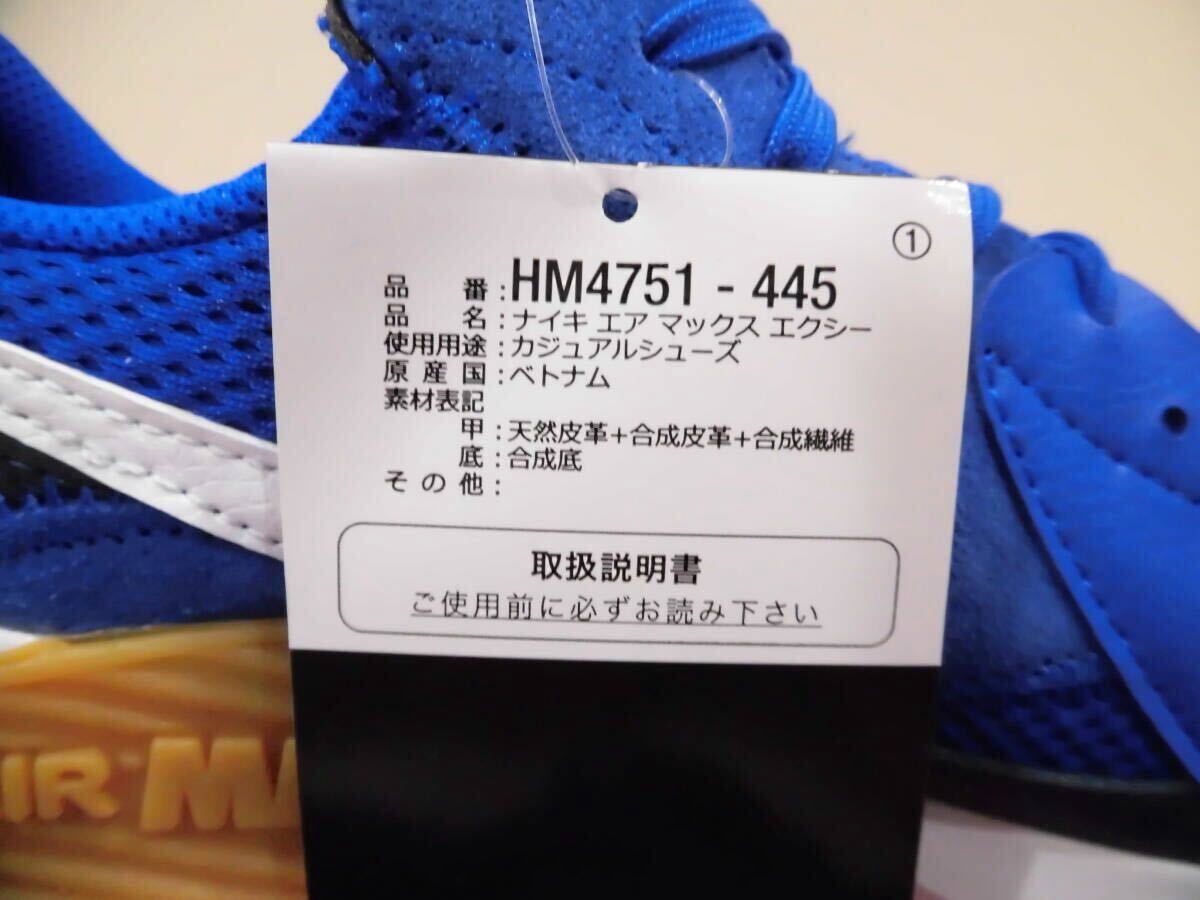 ①
品 番 : HM4751 - 445
品 名 : ナイキ エア マックス エクシー
使用用途 : カジュアルシューズ
原 産 国 : ベトナム
素材表記
甲 : 天然皮革+合成皮革+合成繊維
底 : 合成底
そ の 他 :
取扱説明書
ご使用前に必ずお読み下さい
AIR™ MA